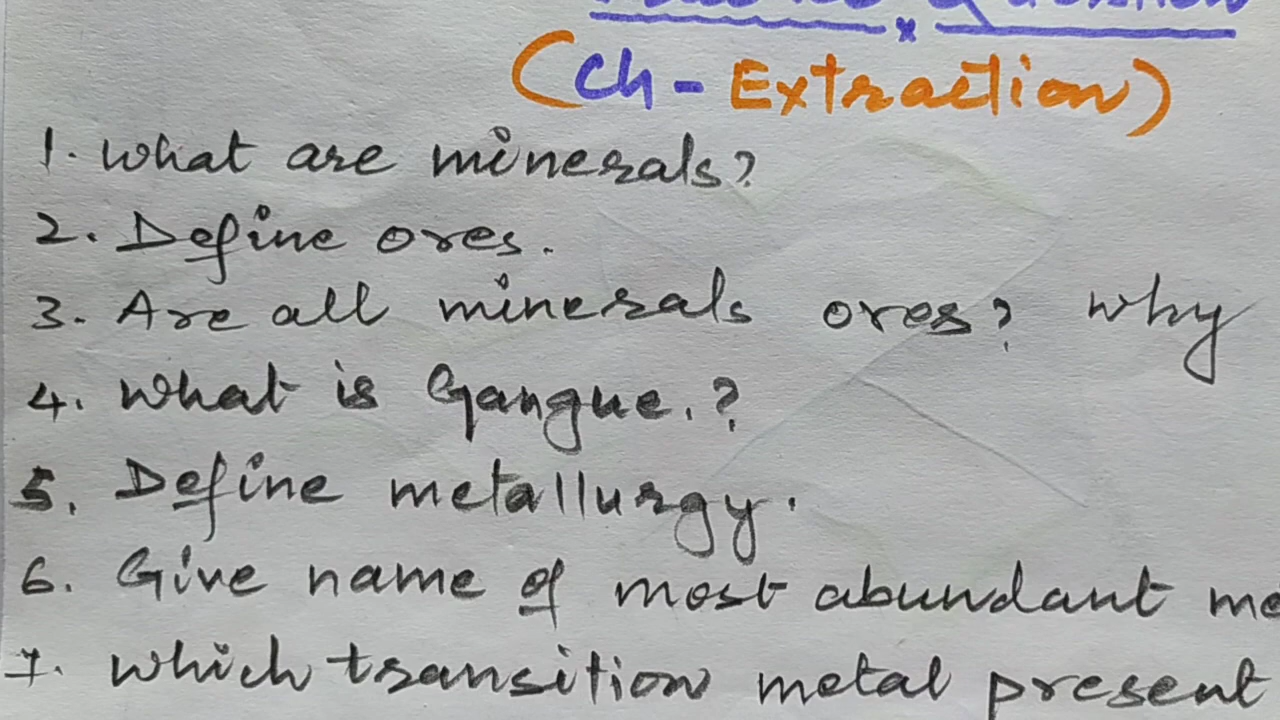 (Ch - Extraction)
1. What are minerals?
2. Define ores.
3. Are all minerals ores? Why
4. What is Gangue.?
5. Define metallurgy.
6. Give name of most abundant me
7. Which transition metal present